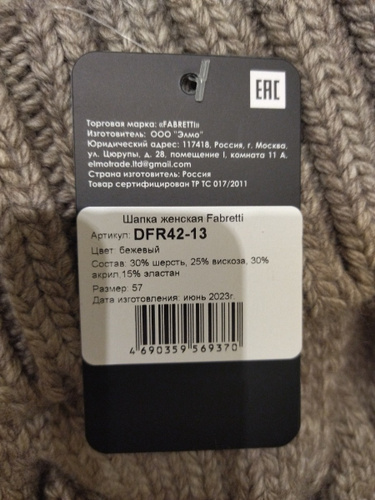 EAC
Торговая марка: «FABRETTI»
Изготовитель: ООО "Элмо"
Юридический адрес: 117418, Россия, г. Москва,
ул. Цюрупы, д. 28, помещение I, комната 11 А.
elmotrade.ltd@gmail.com
Страна изготовитель: Россия
Товар сертифицирован ТР ТС 017/2011
Шапка женская Fabretti
Артикул: DFR42-13
Цвет: бежевый
Состав: 30% шерсть, 25% вискоза, 30%
акрил,15% эластан
Размер: 57
Дата изготовления: июнь 2023г.
4 690359 569370